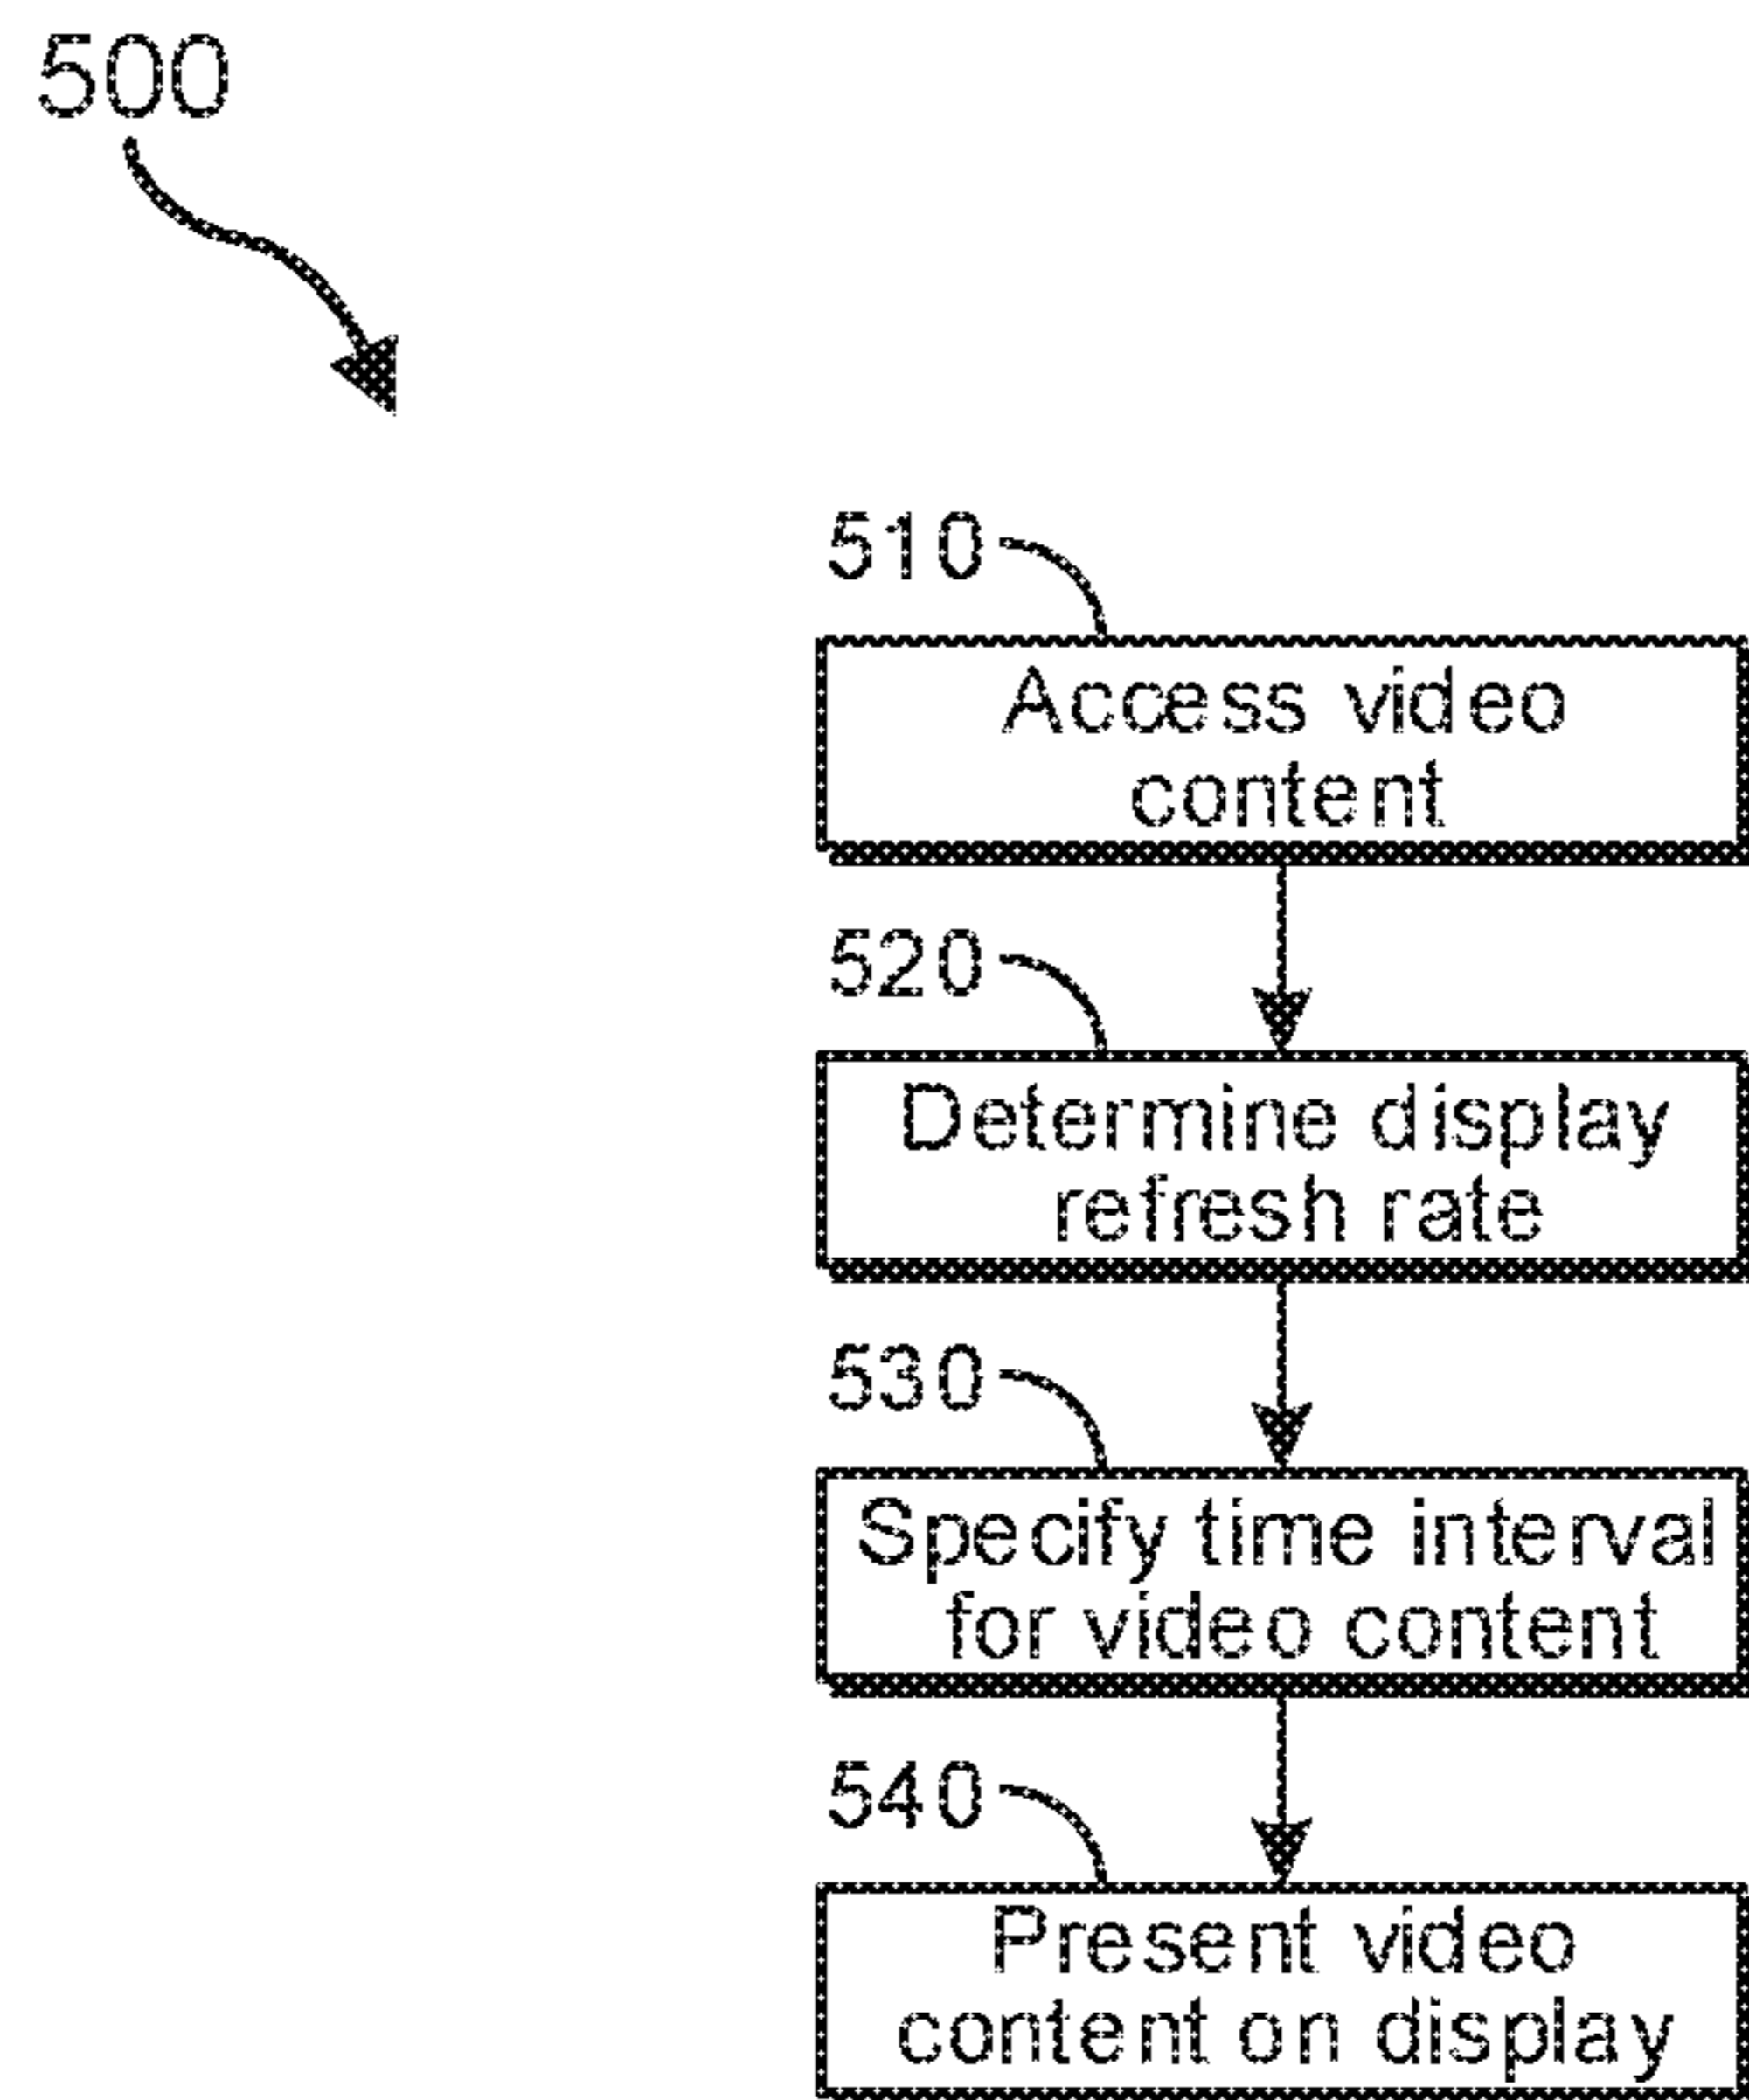 500
510
Access video
content
520
Determine display
refresh rate
530
Specify time interval
for video content
540
Present video
content on display